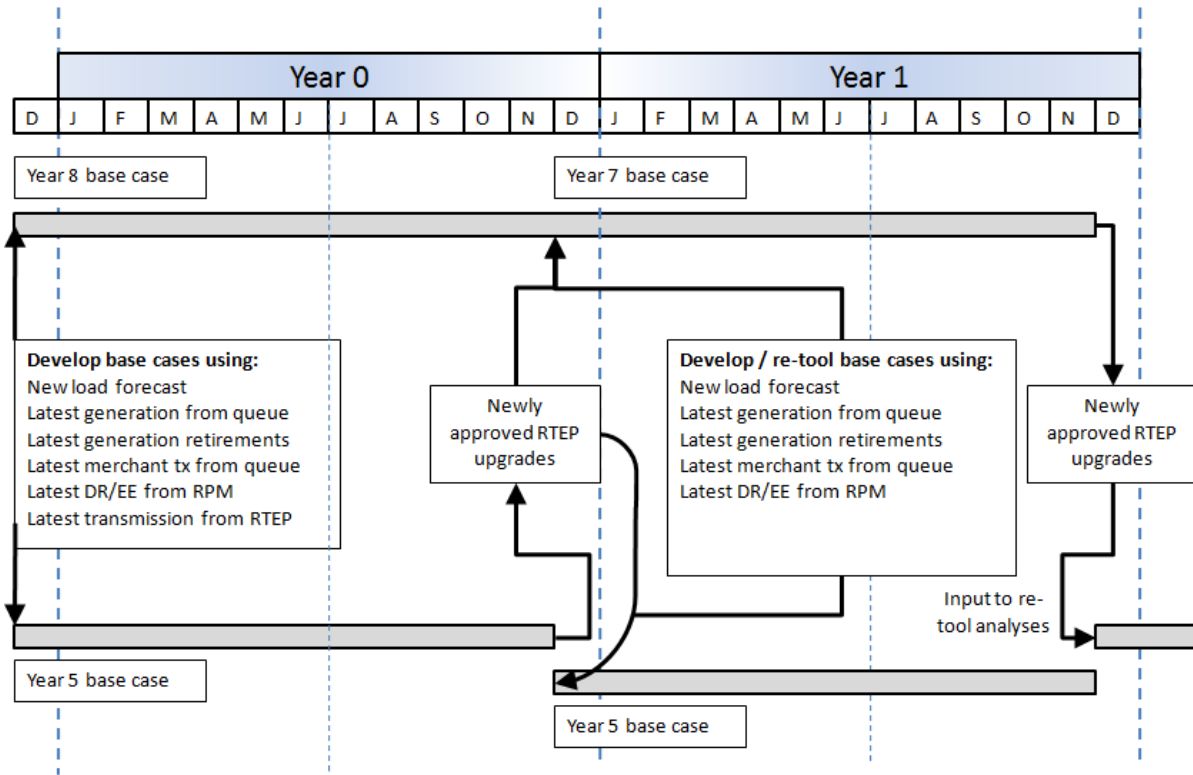 Year 0 Year 1
D J F M A M J J A S O N D J F M A M J J A S O N D
Year 8 base case
Year 7 base case
Develop base cases using:
New load forecast
Latest generation from queue
Latest generation retirements
Latest merchant tx from queue
Latest DR/EE from RPM
Latest transmission from RTEP
Newly
approved RTEP
upgrades
Develop / re-tool base cases using:
New load forecast
Latest generation from queue
Latest generation retirements
Latest merchant tx from queue
Latest DR/EE from RPM
Newly
approved RTEP
upgrades
Input to re-
tool analyses
Year 5 base case
Year 5 base case